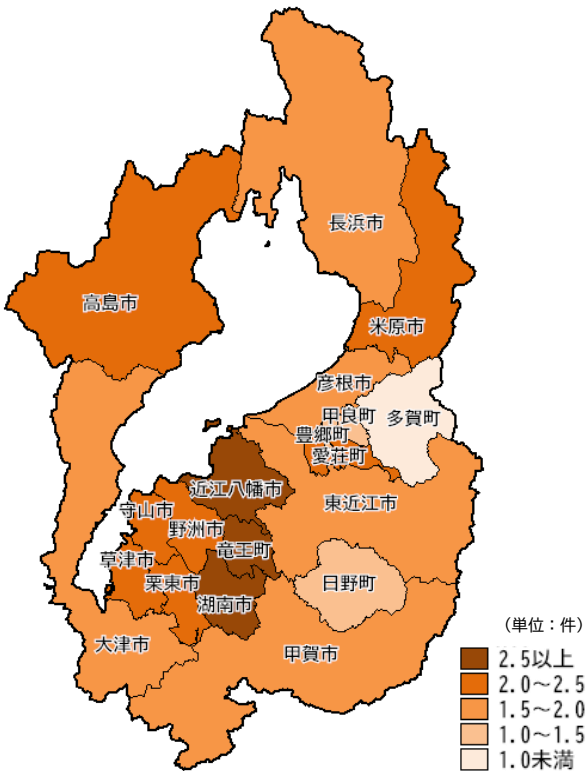 長浜市
高島市
米原市
彦根市
甲良町
多賀町
豊郷町
愛荘町
近江八幡市
東近江市
守山市
野洲市
竜王町
草津市
栗東市
日野町
湖南市
大津市
甲賀市
(単位：件)
2.5以上
2.0～2.5
1.5～2.0
1.0～1.5
1.0未満